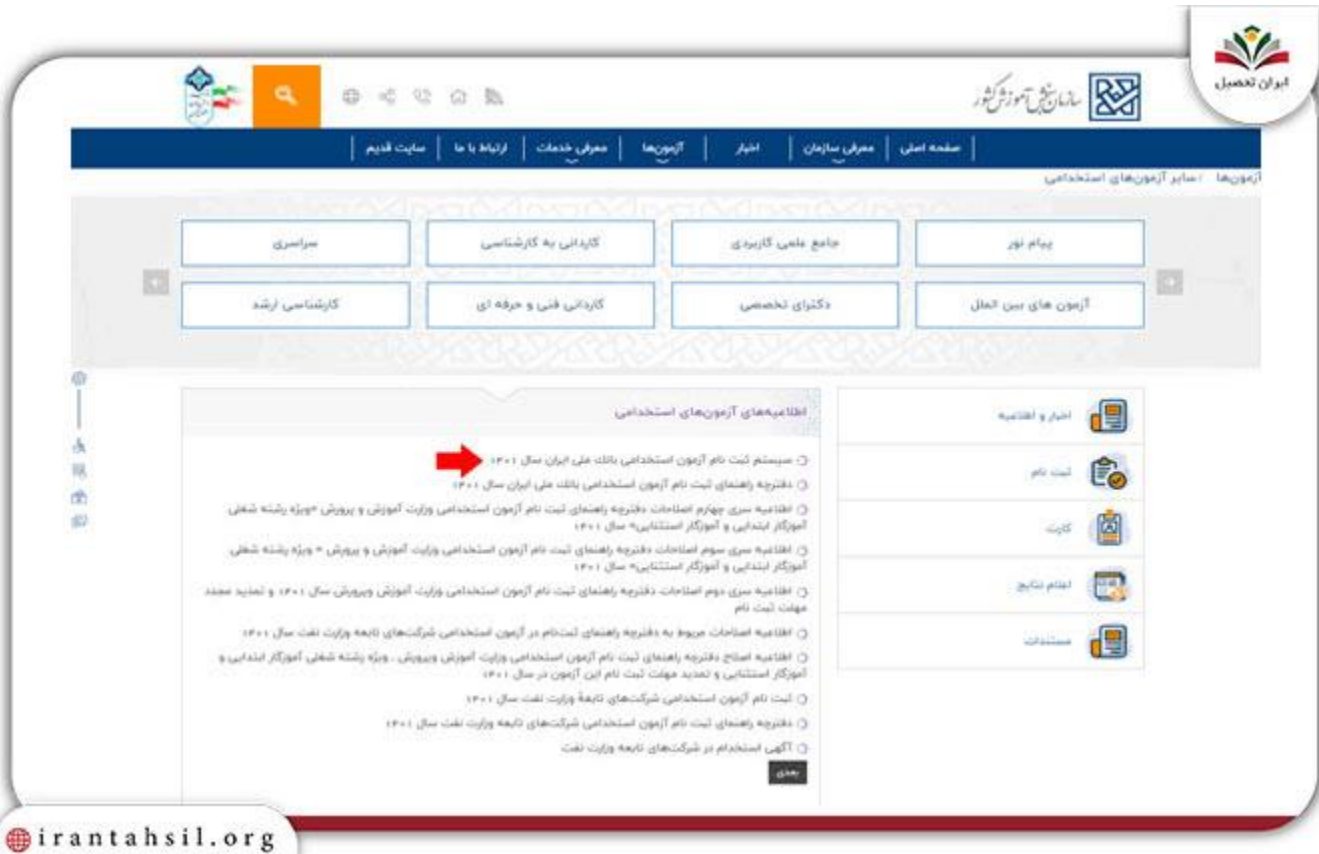 ایران تحصیل
سازمان سنجش آموزش کشور
صفحه اصلی | معرفی سازمان | اخبار | آزمون‌ها | معرفی خدمات | ارتباط با ما | سایت قدیم
آزمون‌ها / سایر آزمون‌های استخدامی
پیام نور
جامع علمی کاربردی
کاردانی به کارشناسی
سراسری
آزمون های بین الملل
دکترای تخصصی
کاردانی فنی و حرفه ای
کارشناسی ارشد
اخبار و اطلاعیه
ثبت نام
کارت
اعلام نتایج
مستندات
اطلاعیه‌های آزمون‌های استخدامی
سیستم ثبت نام آزمون استخدامی بانك ملی ایران سال ۱۴۰۱
دفترچه راهنمای ثبت نام آزمون استخدامی بانك ملی ایران سال ۱۴۰۱
اطلاعیه سری چهارم اصلاحات دفترچه راهنمای ثبت نام آزمون استخدامی وزارت آموزش و پرورش «ویژه رشته شغلی
آموزگار ابتدایی و آموزگار استثنایی» سال ۱۴۰۱
اطلاعیه سری سوم اصلاحات دفترچه راهنمای ثبت نام آزمون استخدامی وزارت آموزش و پرورش « ویژه رشته شغلی
آموزگار ابتدایی و آموزگار استثنایی» سال ۱۴۰۱
اطلاعیه سری دوم اصلاحات دفترچه راهنمای ثبت نام آزمون استخدامی وزارت آموزش وپرورش سال ۱۴۰۱ و تمدید مجدد
مهلت ثبت نام
اطلاعیه اصلاحات مربوط به دفترچه راهنمای ثبت‌نام در آزمون استخدامی شرکت‌های تابعه وزارت نفت سال ۱۴۰۱
اطلاعیه اصلاح دفترچه راهنمای ثبت نام آزمون استخدامی وزارت آموزش وپرورش ـ ویژه رشته شغلی آموزگار ابتدایی و
آموزگار استثنایی و تمدید مهلت ثبت نام این آزمون در سال ۱۴۰۱
ثبت نام آزمون استخدامی شرکت‌های تابعۀ وزارت نفت سال ۱۴۰۱
دفترچه راهنمای ثبت نام آزمون استخدامی شرکت‌های تابعه وزارت نفت سال ۱۴۰۱
آگهی استخدام در شرکت‌های تابعه وزارت نفت
بعدی
irantahsil.org